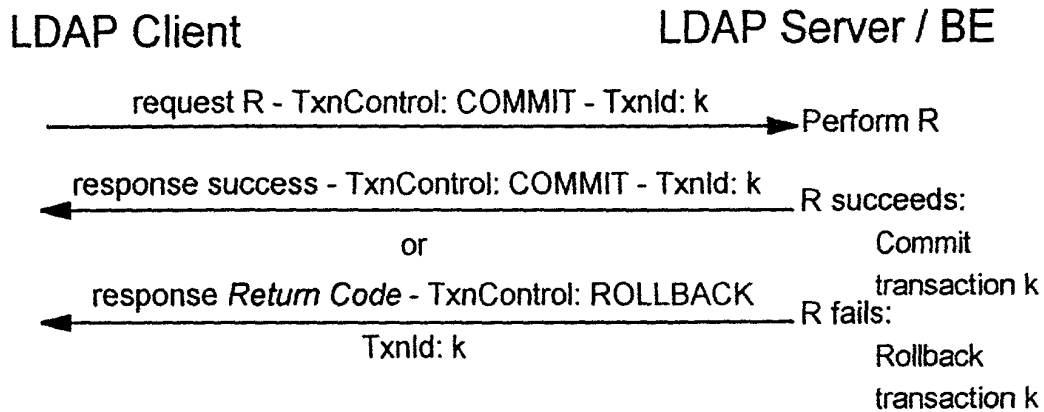 LDAP Client
LDAP Server / BE
request R - TxnControl: COMMIT - TxnId: k
Perform R
response success - TxnControl: COMMIT - TxnId: k
R succeeds:
Commit
transaction k
or
response Return Code - TxnControl: ROLLBACK
TxnId: k
R fails:
Rollback
transaction k